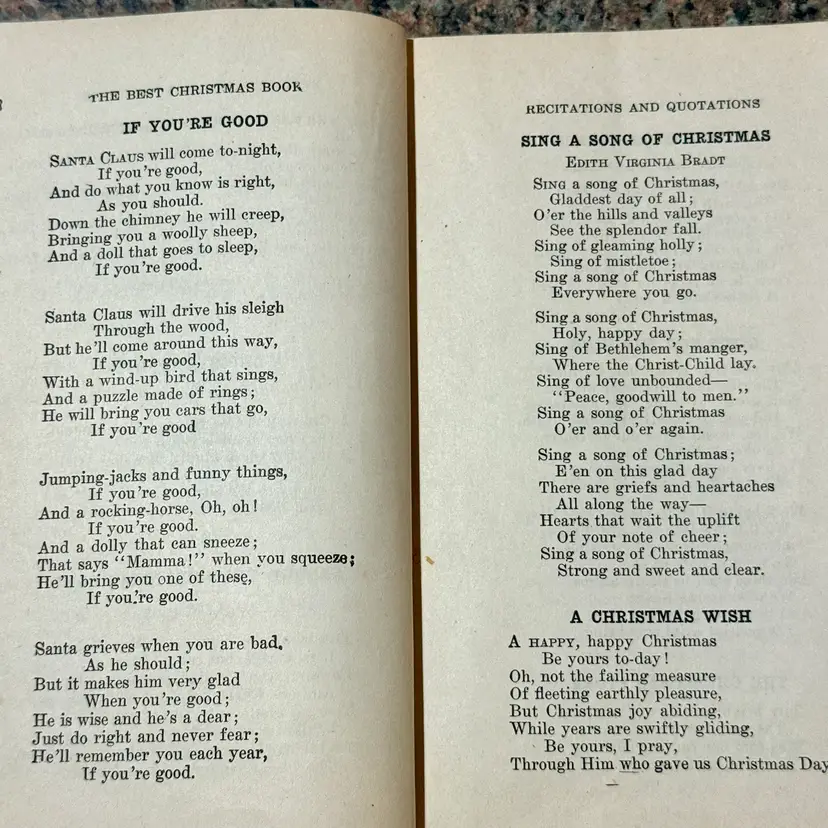 THE BEST CHRISTMAS BOOK
IF YOU'RE GOOD
SANTA CLAUS will come to-night,
If you're good,
And do what you know is right,
As you should.
Down the chimney he will creep,
Bringing you a woolly sheep,
And a doll that goes to sleep,
If you're good.
Santa Claus will drive his sleigh
Through the wood,
But he'll come around this way,
If you're good,
With a wind-up bird that sings,
And a puzzle made of rings;
He will bring you cars that go,
If you're good
Jumping-jacks and funny things,
If you're good,
And a rocking-horse, Oh, oh!
If you're good.
And a dolly that can sneeze;
That says "Mamma!" when you squeeze;
He'll bring you one of these,
If you're good.
Santa grieves when you are bad,
As he should;
But it makes him very glad
When you're good;
He is wise and he's a dear;
Just do right and never fear;
He'll remember you each year,
If you're good.
RECITATIONS AND QUOTATIONS
SING A SONG OF CHRISTMAS
EDITH VIRGINIA BRADT
SING a song of Christmas,
Gladdest day of all;
O'er the hills and valleys
See the splendor fall.
Sing of gleaming holly;
Sing of mistletoe;
Sing a song of Christmas
Everywhere you go.
Sing a song of Christmas,
Holy, happy day;
Sing of Bethlehem's manger,
Where the Christ-Child lay.
Sing of love unbounded—
"Peace, goodwill to men."
Sing a song of Christmas
O'er and o'er again.
Sing a song of Christmas;
E'en on this glad day
There are griefs and heartaches
All along the way—
Hearts that wait the uplift
Of your note of cheer;
Sing a song of Christmas,
Strong and sweet and clear.
A CHRISTMAS WISH
A HAPPY, happy Christmas
Be yours to-day!
Oh, not the failing measure
Of fleeting earthly pleasure,
But Christmas joy abiding,
While years are swiftly gliding,
Be yours, I pray,
Through Him who gave us Christmas Day